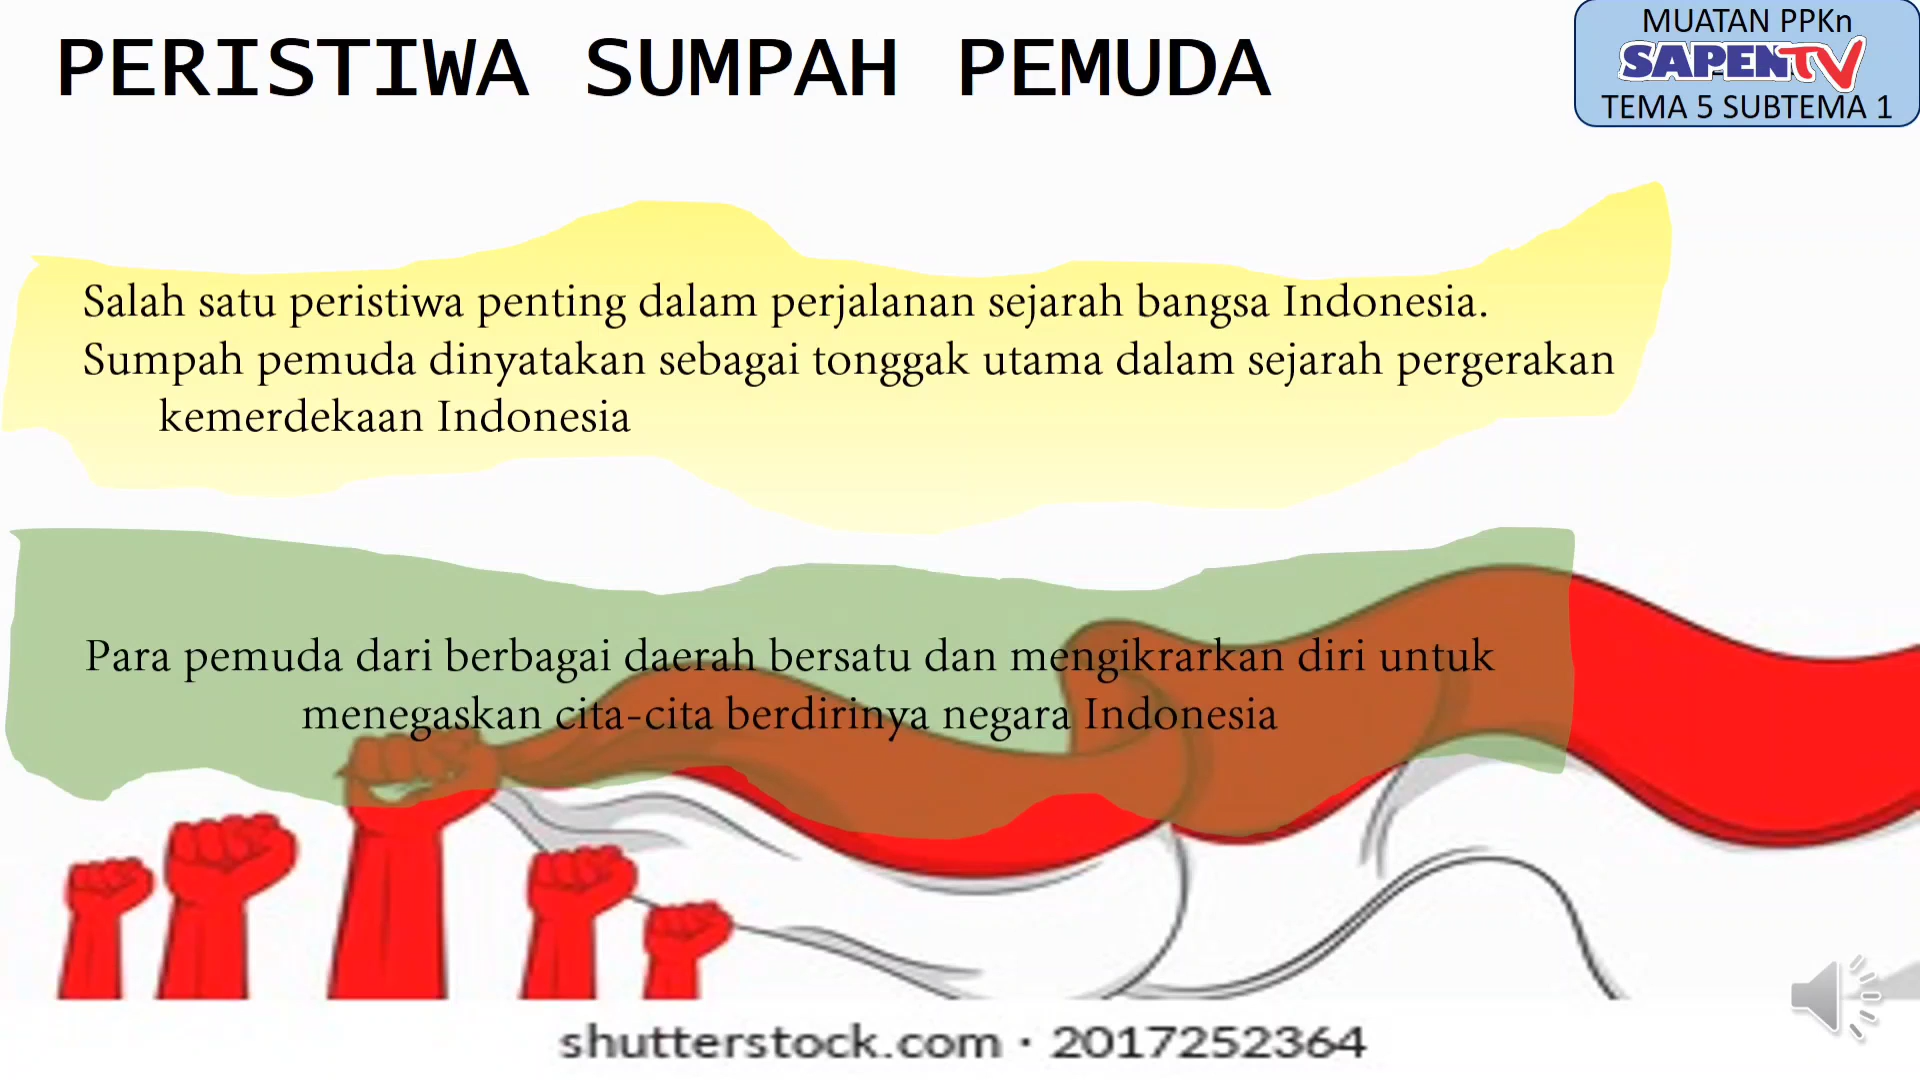 PERISTIWA SUMPAH PEMUDA
MUATAN PPKn
SAPENTV
TEMA 5 SUBTEMA 1
Salah satu peristiwa penting dalam perjalanan sejarah bangsa Indonesia.
Sumpah pemuda dinyatakan sebagai tonggak utama dalam sejarah pergerakan
kemerdekaan Indonesia
Para pemuda dari berbagai daerah bersatu dan mengikrarkan diri untuk
menegaskan cita-cita berdirinya negara Indonesia
shutterstock.com · 2017252364